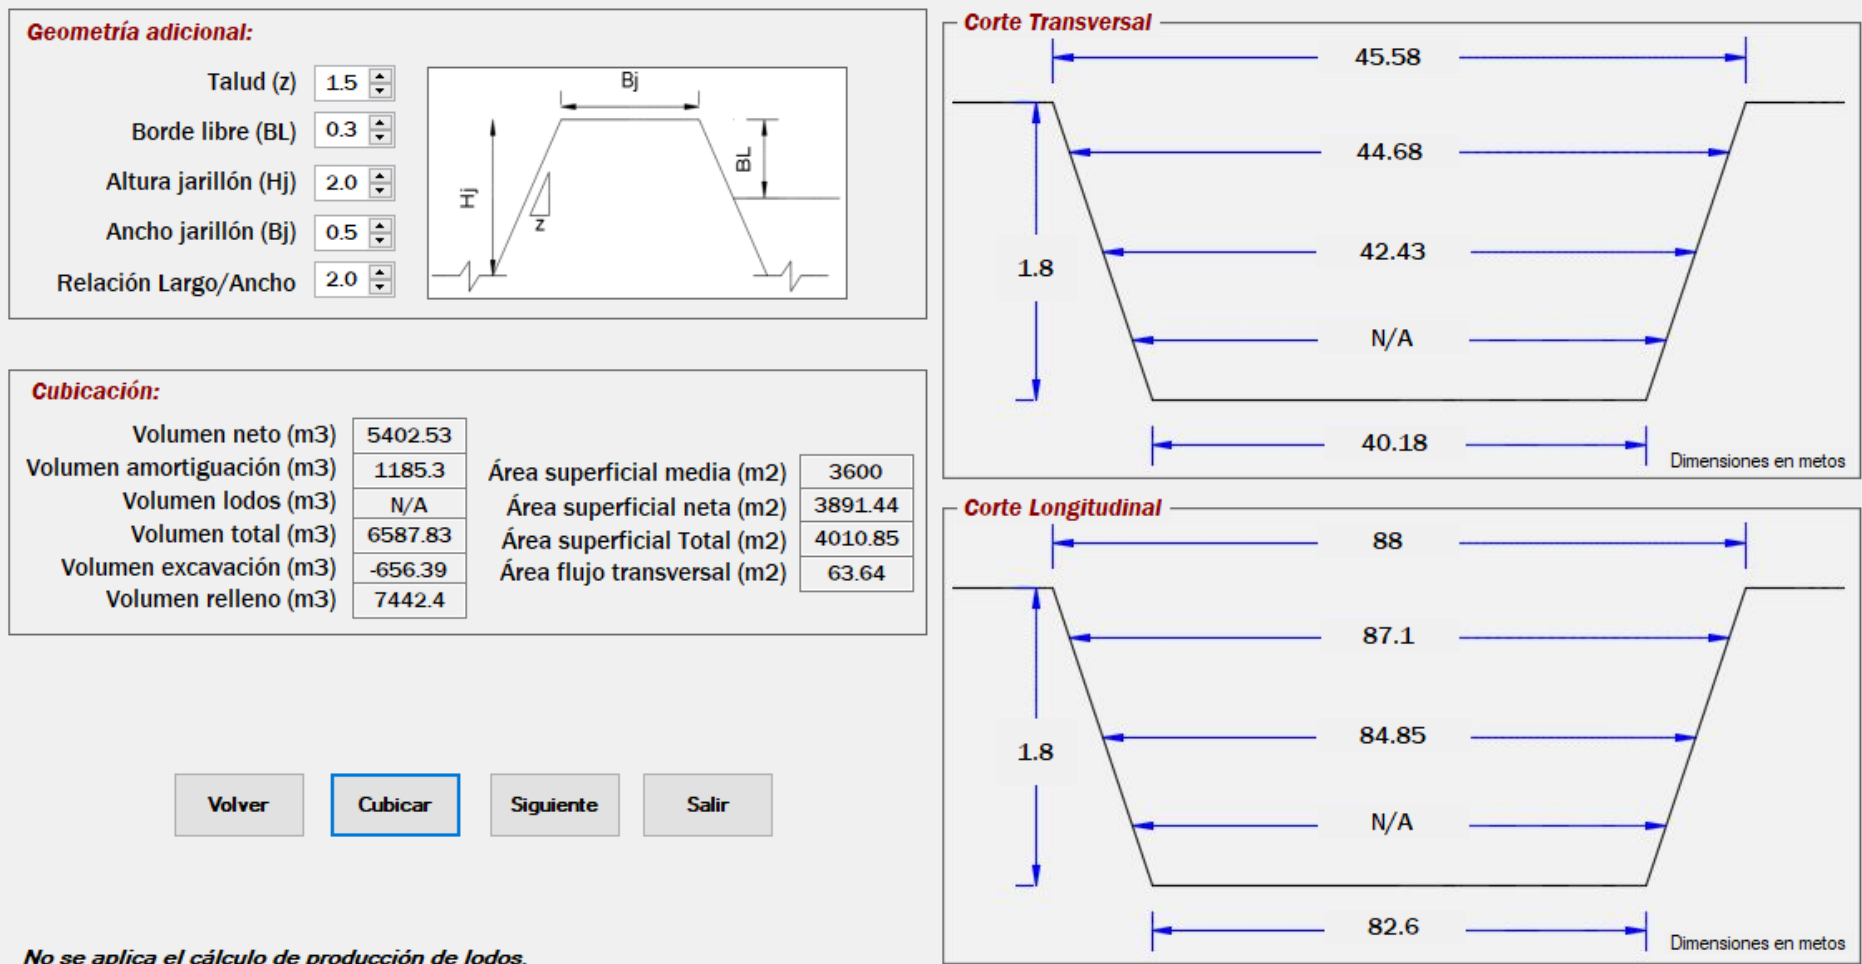 Geometría adicional:
Talud (z) 1.5
Borde libre (BL) 0.3
Altura jarillón (Hj) 2.0
Ancho jarillón (Bj) 0.5
Relación Largo/Ancho 2.0
Bj
BL
Hj
z
Cubicación:
Volumen neto (m3) 5402.53
Volumen amortiguación (m3) 1185.3
Volumen lodos (m3) N/A
Volumen total (m3) 6587.83
Volumen excavación (m3) -656.39
Volumen relleno (m3) 7442.4
Área superficial media (m2) 3600
Área superficial neta (m2) 3891.44
Área superficial Total (m2) 4010.85
Área flujo transversal (m2) 63.64
Volver
Cubicar
Siguiente
Salir
No se aplica el cálculo de producción de lodos.
Corte Transversal
45.58
44.68
42.43
1.8
N/A
40.18
Dimensiones en metos
Corte Longitudinal
88
87.1
84.85
1.8
N/A
82.6
Dimensiones en metos